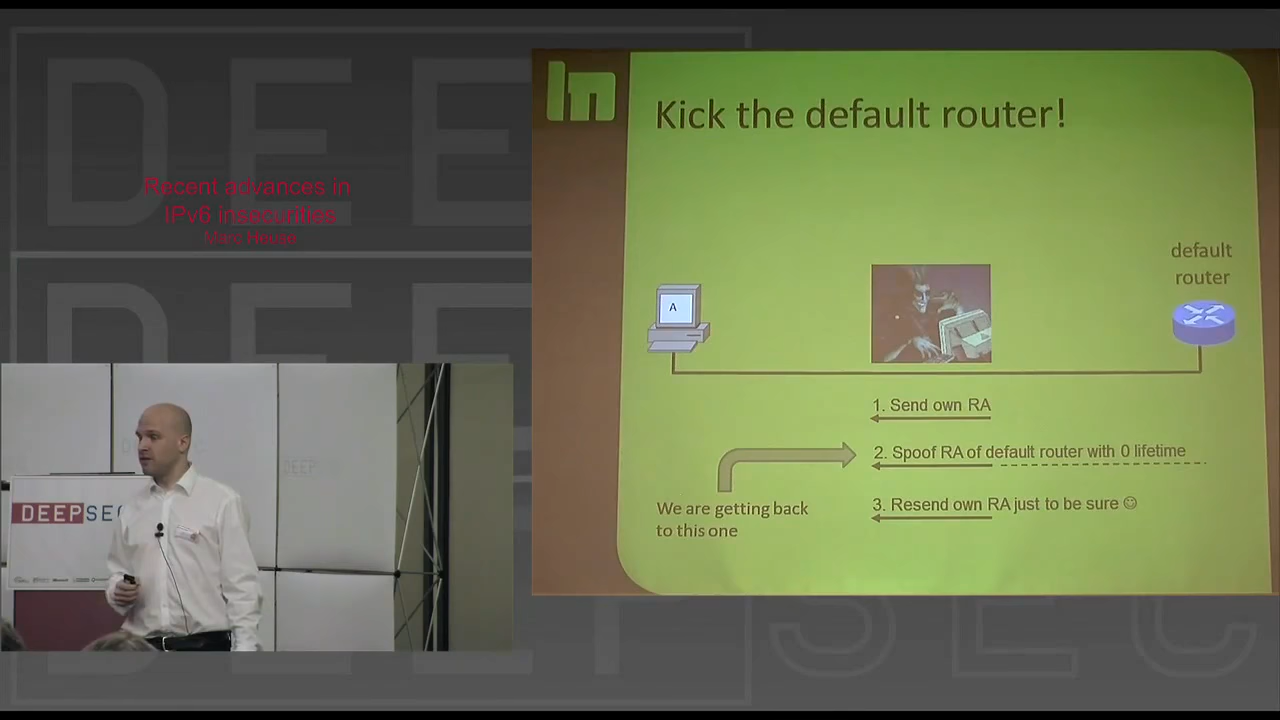 Recent advances in
IPv6 Insecurities
Marc Heuse
DEEPSEC
Kick the default router!
default
router
A
1. Send own RA
2. Spoof RA of default router with 0 lifetime
We are getting back
to this one
3. Resend own RA just to be sure ☺